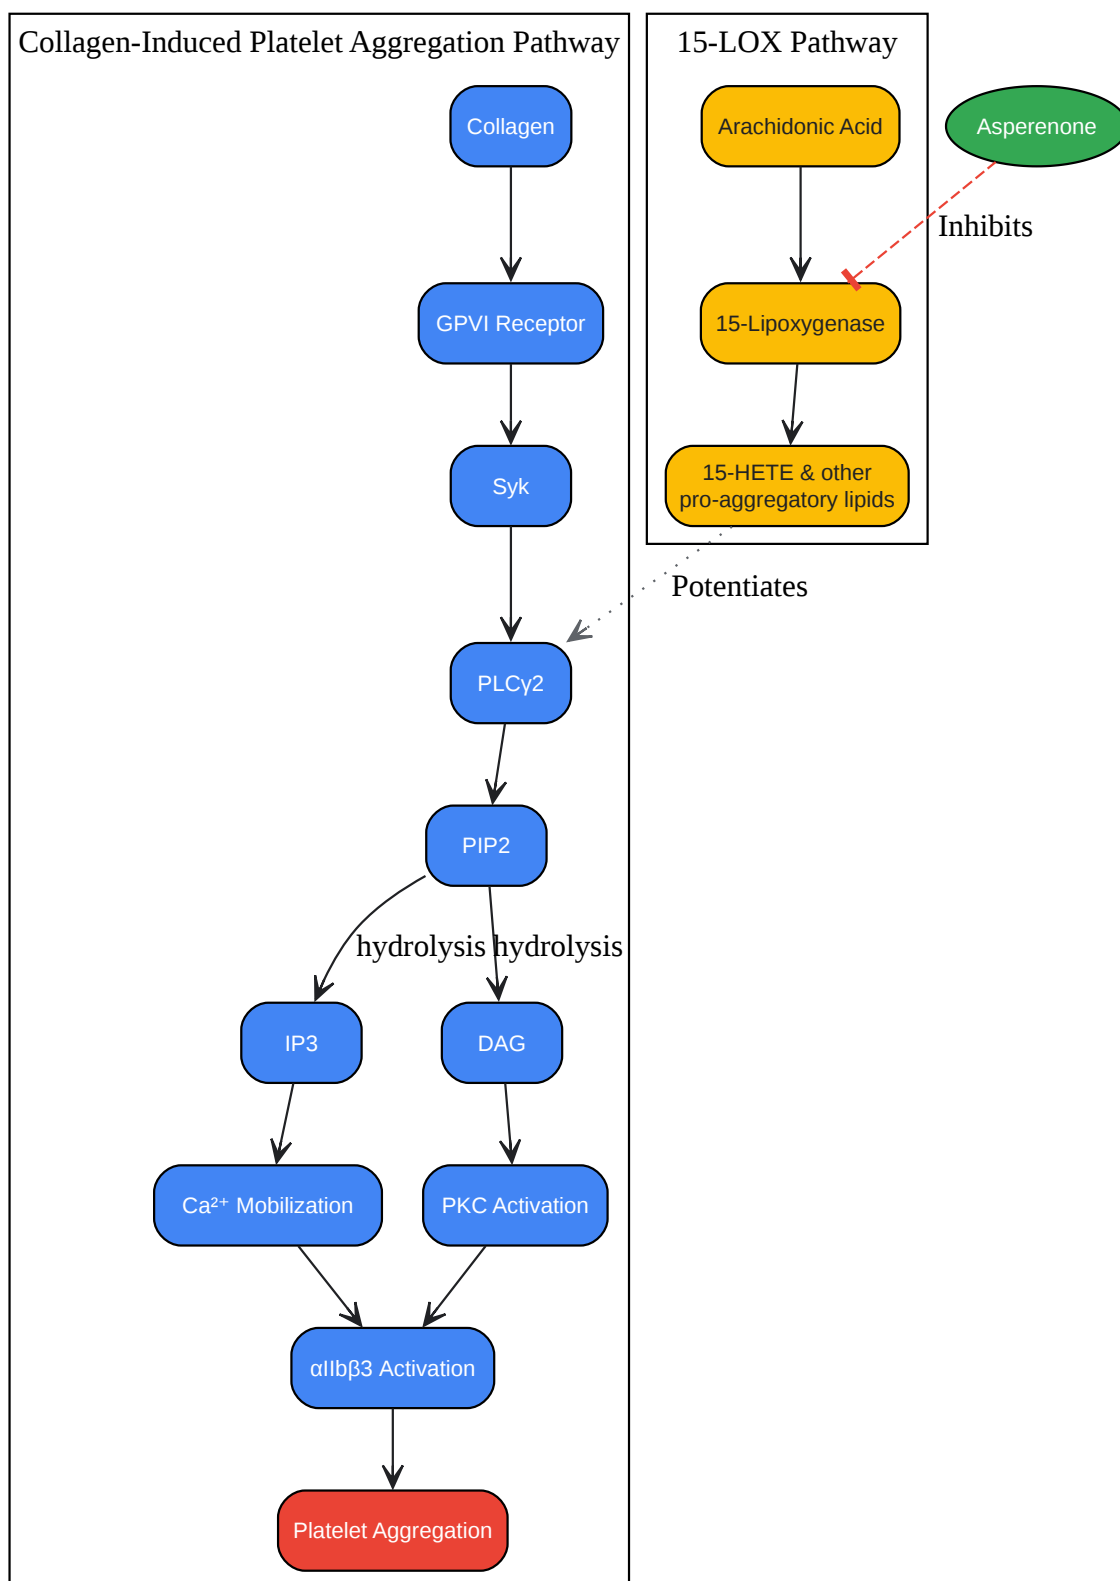 Collagen-Induced Platelet Aggregation Pathway
Collagen
GPVI Receptor
Syk
PLCγ2
PIP2
hydrolysis
hydrolysis
IP3
DAG
Ca²⁺ Mobilization
PKC Activation
αIIbβ3 Activation
Platelet Aggregation
15-LOX Pathway
Arachidonic Acid
15-Lipoxygenase
15-HETE & other
pro-aggregatory lipids
Potentiates
Asperenone
Inhibits